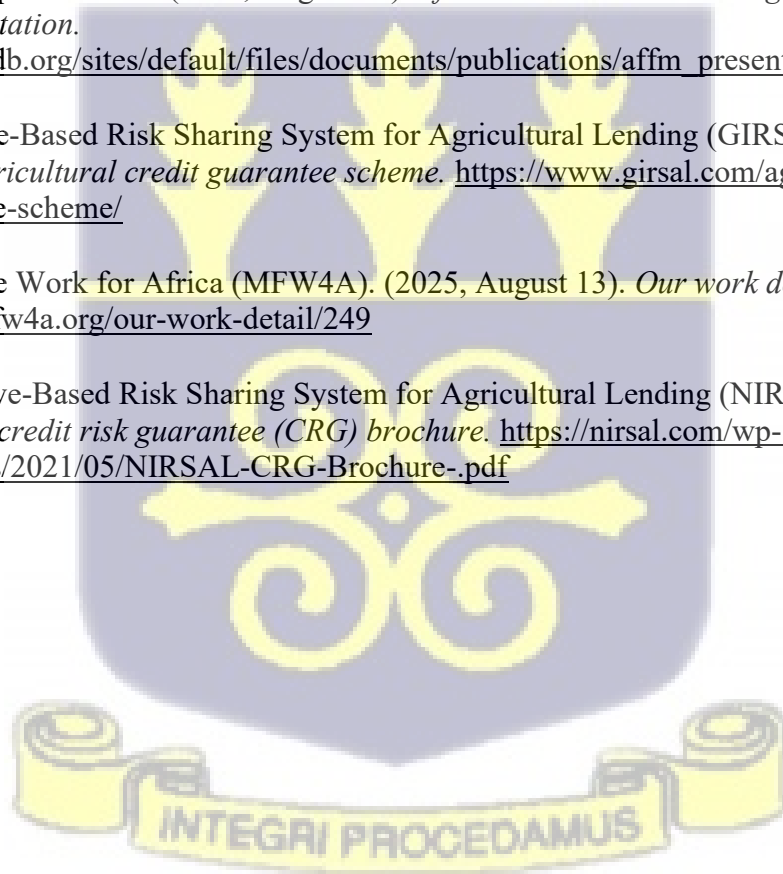 tation.
db.org/sites/default/files/documents/publications/affm_present
e-Based Risk Sharing System for Agricultural Lending (GIRS
ricultural credit guarantee scheme. https://www.girsal.com/ag
e-scheme/
e Work for Africa (MFW4A). (2025, August 13). Our work d
fw4a.org/our-work-detail/249
ve-Based Risk Sharing System for Agricultural Lending (NIR
credit risk guarantee (CRG) brochure. https://nirsal.com/wp-
/2021/05/NIRSAL-CRG-Brochure-.pdf
INTEGRI PROCEDAMUS